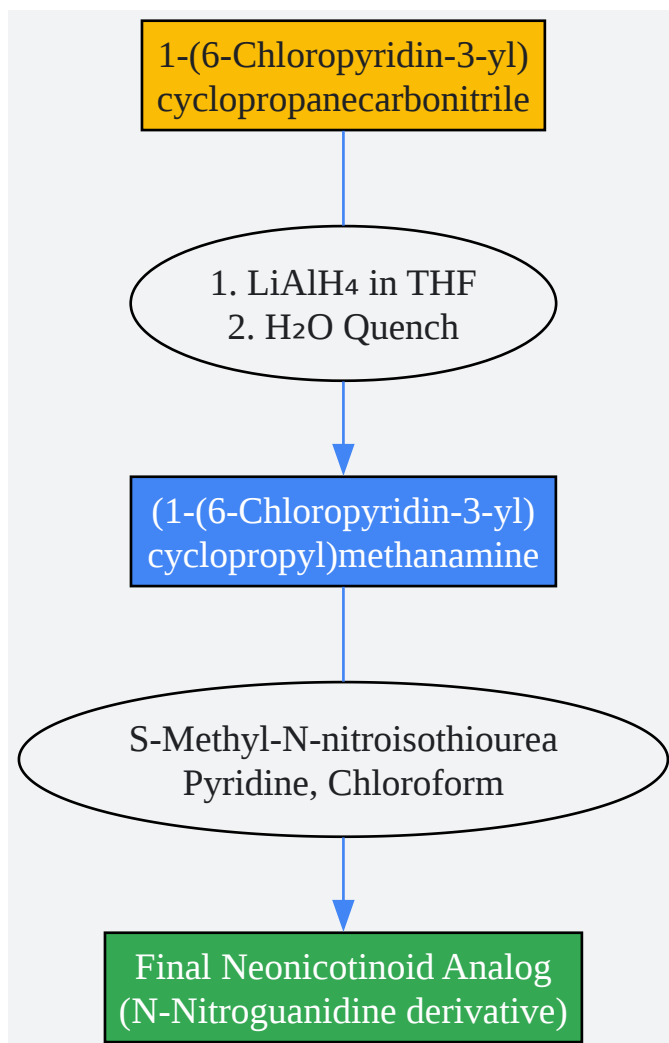 1-(6-Chloropyridin-3-yl)
cyclopropanecarbonitrile
1. LiAlH₄ in THF
2. H₂O Quench
(1-(6-Chloropyridin-3-yl)
cyclopropyl)methanamine
S-Methyl-N-nitroisothiourea
Pyridine, Chloroform
Final Neonicotinoid Analog
(N-Nitroguanidine derivative)